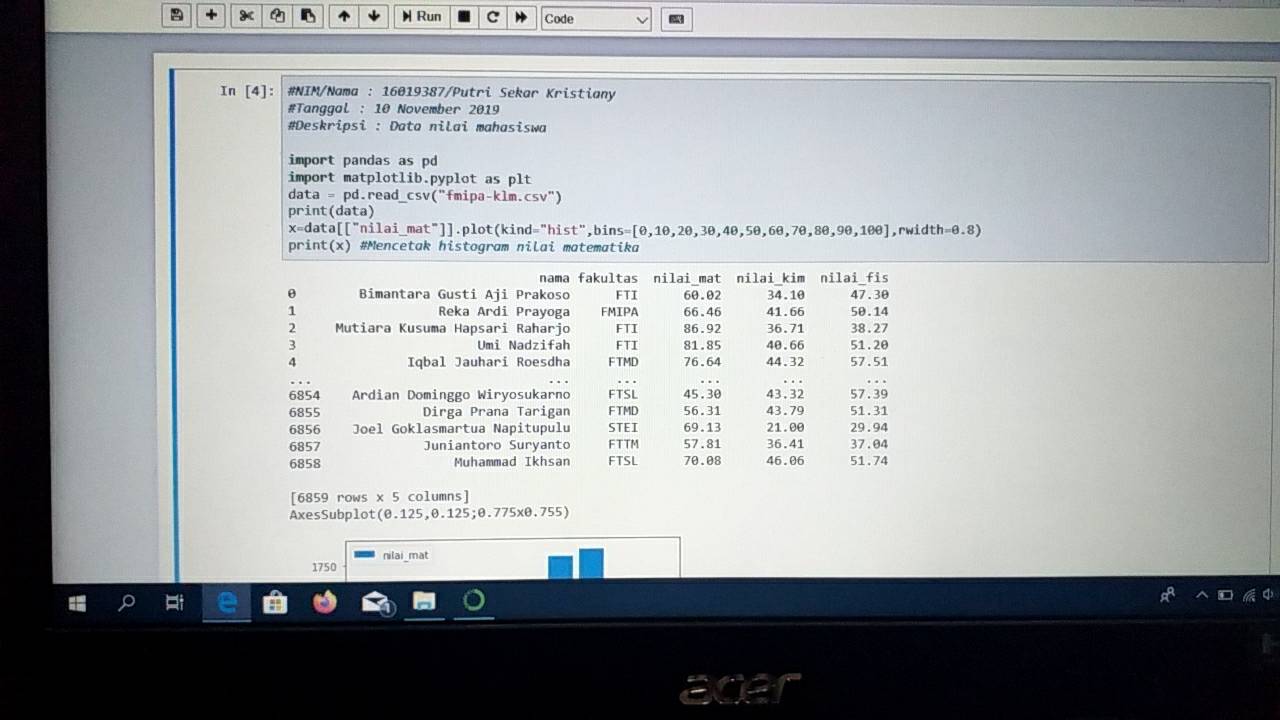 Run Code
In [4]: #NIM/Nama : 16019387/Putri Sekar Kristiany
#Tanggal : 10 November 2019
#Deskripsi : Data nilai mahasiswa
import pandas as pd
import matplotlib.pyplot as plt
data = pd.read_csv("fmipa-klm.csv")
print(data)
x=data[["nilai_mat"]].plot(kind="hist",bins=[0,10,20,30,40,50,60,70,80,90,100],rwidth=0.8)
print(x) #Mencetak histogram nilai matematika
nama fakultas nilai_mat nilai_kim nilai_fis
0 Bimantara Gusti Aji Prakoso FTI 60.02 34.10 47.30
1 Reka Ardi Prayoga FMIPA 66.46 41.66 50.14
2 Mutiara Kusuma Hapsari Raharjo FTI 86.92 36.71 38.27
3 Umi Nadzifah FTI 81.85 40.66 51.20
4 Iqbal Jauhari Roesdha FTMD 76.64 44.32 57.51
... ... ... ... ... ...
6854 Ardian Dominggo Wiryosukarno FTSL 45.30 43.32 57.39
6855 Dirga Prana Tarigan FTMD 56.31 43.79 51.31
6856 Joel Goklasmartua Napitupulu STEI 69.13 21.00 29.94
6857 Juniantoro Suryanto FTTM 57.81 36.41 37.04
6858 Muhammad Ikhsan FTSL 70.08 46.06 51.74
[6859 rows x 5 columns]
AxesSubplot(0.125,0.125;0.775x0.755)
nilai_mat
1750
1
acer